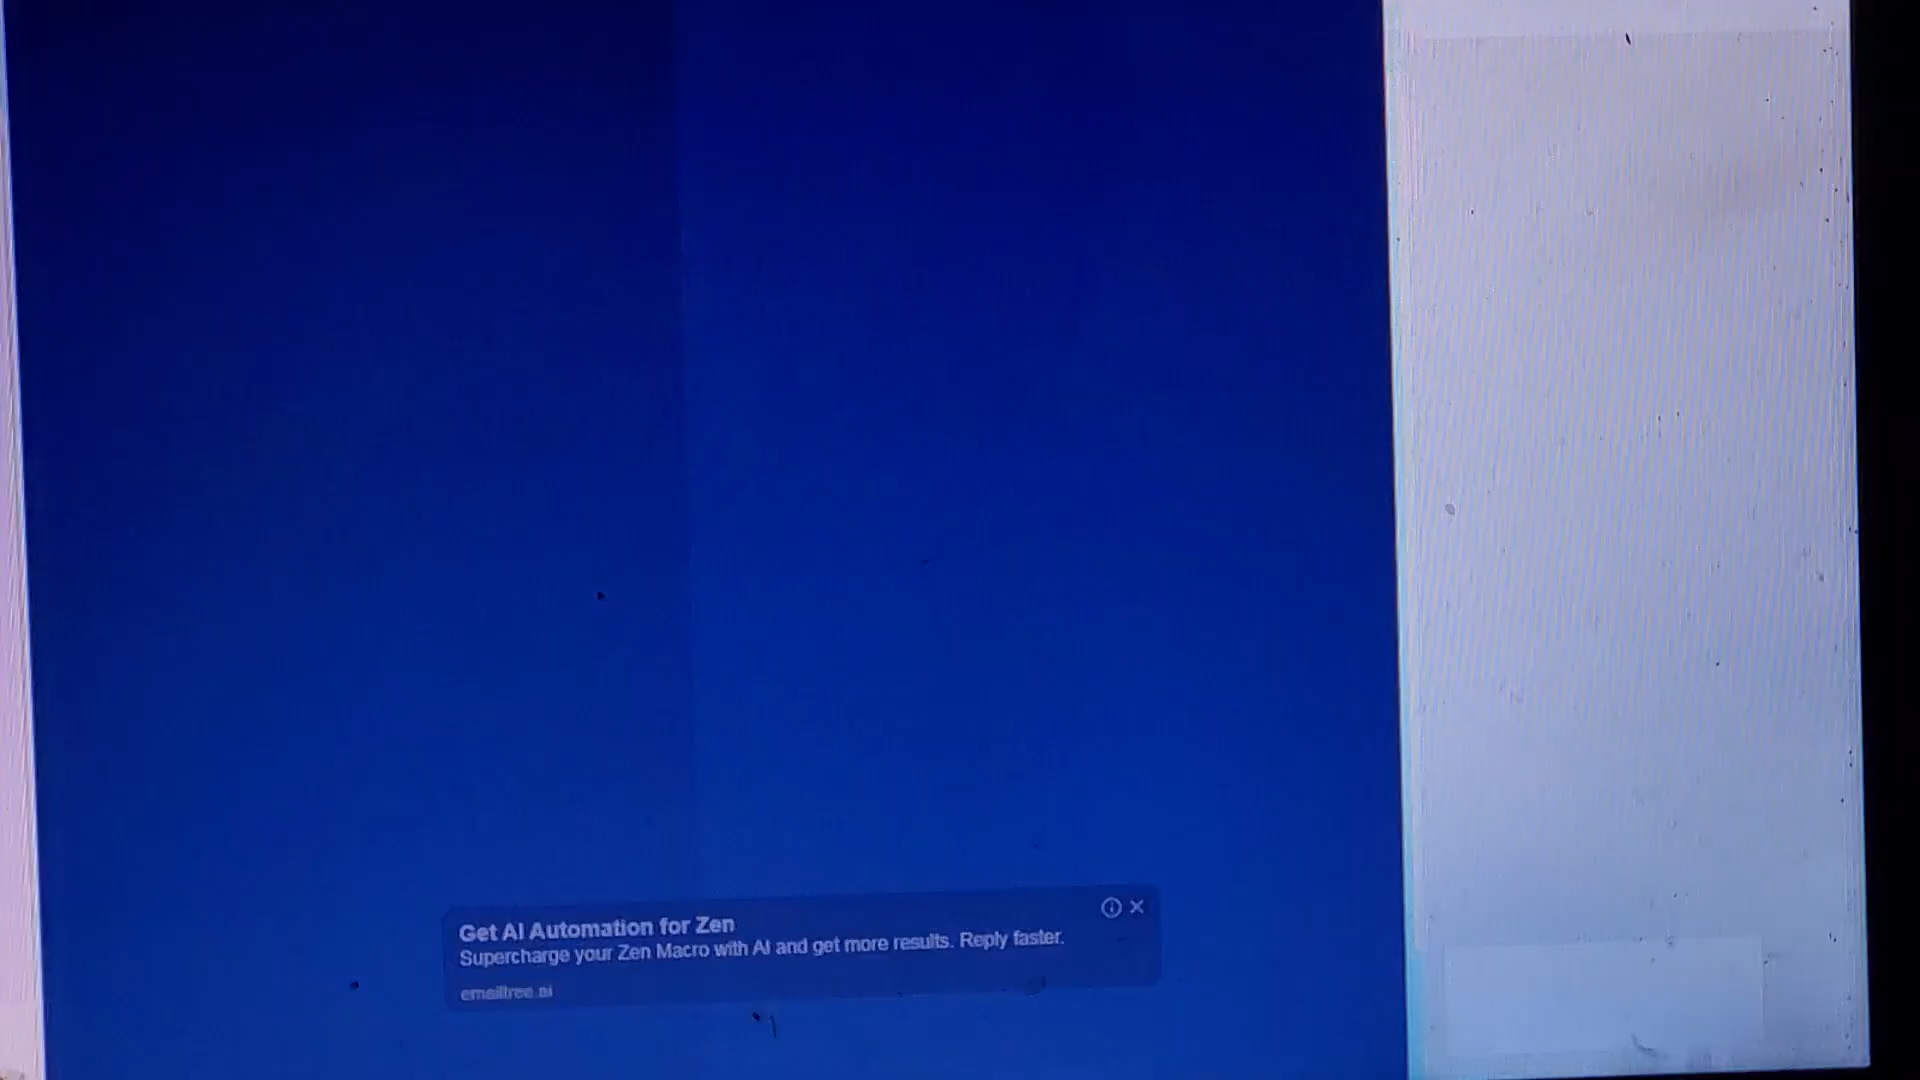 Get AI Automation for Zen
Supercharge your Zen Macro with AI and get more results. Reply faster.
emailtree.ai